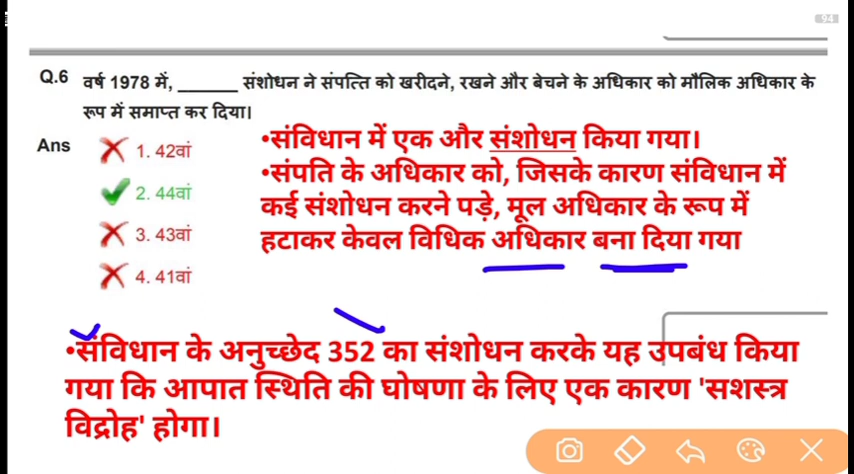 94
Q.6 वर्ष 1978 में, ______ संशोधन ने संपत्ति को खरीदने, रखने और बेचने के अधिकार को मौलिक अधिकार के
रूप में समाप्त कर दिया।
Ans
1. 42वां
2. 44वां
3. 43वां
4. 41वां
•संविधान में एक और संशोधन किया गया।
•संपति के अधिकार को, जिसके कारण संविधान में
कई संशोधन करने पड़े, मूल अधिकार के रूप में
हटाकर केवल विधिक अधिकार बना दिया गया
•संविधान के अनुच्छेद 352 का संशोधन करके यह उपबंध किया
गया कि आपात स्थिति की घोषणा के लिए एक कारण 'सशस्त्र
विद्रोह' होगा।